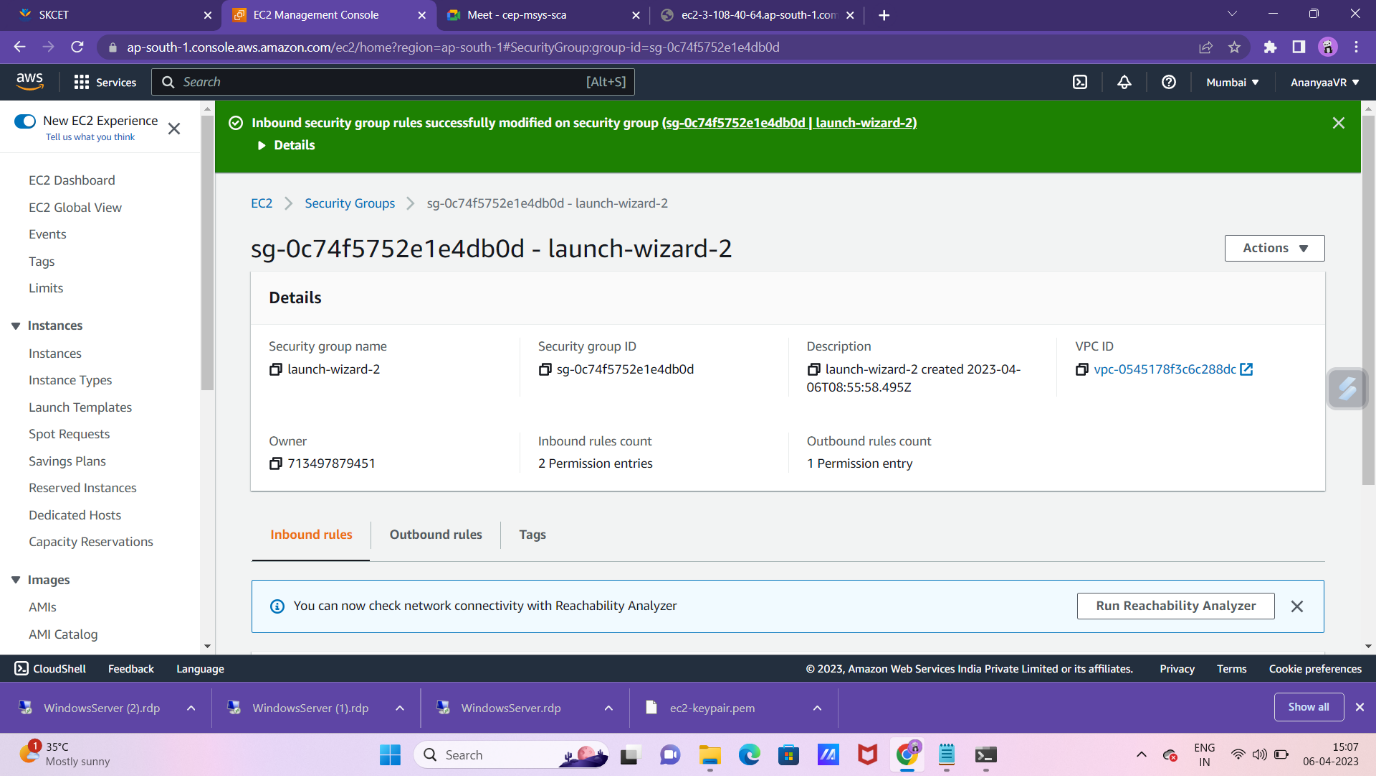 SKCET
EC2 Management Console
Meet - cep-msys-sca
ec2-3-108-40-64.ap-south-1.com
ap-south-1.console.aws.amazon.com/ec2/home?region=ap-south-1#SecurityGroup:group-id=sg-0c74f5752e1e4db0d
aws
Services
Search
[Alt+S]
Mumbai
AnanyaaVR
New EC2 Experience
Tell us what you think
EC2 Dashboard
EC2 Global View
Events
Tags
Limits
Instances
Instances
Instance Types
Launch Templates
Spot Requests
Savings Plans
Reserved Instances
Dedicated Hosts
Capacity Reservations
Images
AMIs
AMI Catalog
Inbound security group rules successfully modified on security group (sg-0c74f5752e1e4db0d | launch-wizard-2)
Details
EC2
Security Groups
sg-0c74f5752e1e4db0d - launch-wizard-2
sg-0c74f5752e1e4db0d - launch-wizard-2
Actions
Details
Security group name
launch-wizard-2
Security group ID
sg-0c74f5752e1e4db0d
Description
launch-wizard-2 created 2023-04-
06T08:55:58.495Z
VPC ID
vpc-0545178f3c6c288dc
Owner
713497879451
Inbound rules count
2 Permission entries
Outbound rules count
1 Permission entry
Inbound rules
Outbound rules
Tags
You can now check network connectivity with Reachability Analyzer
Run Reachability Analyzer
CloudShell
Feedback
Language
© 2023, Amazon Web Services India Private Limited or its affiliates.
Privacy
Terms
Cookie preferences
WindowsServer (2).rdp
WindowsServer (1).rdp
WindowsServer.rdp
ec2-keypair.pem
Show all
1
35°C
Mostly sunny
Search
ENG
IN
15:07
06-04-2023